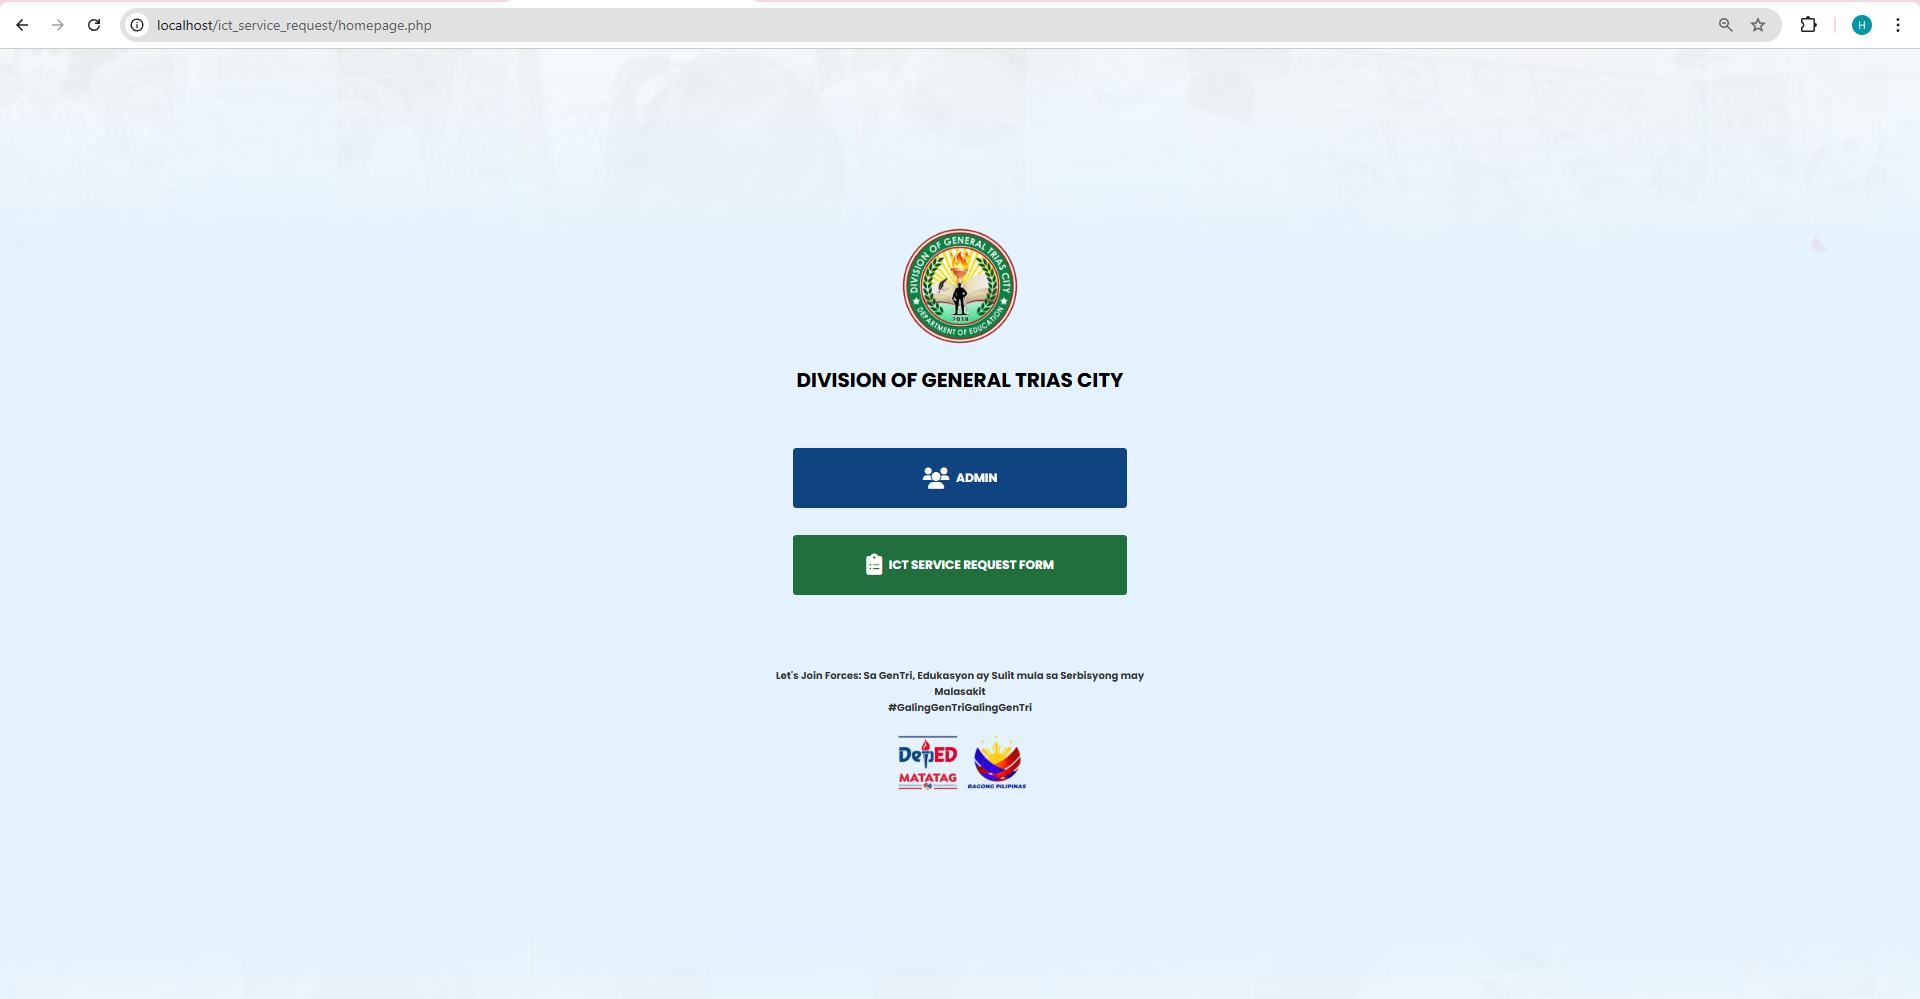 localhost/ict_service_request/homepage.php
H
DIVISION OF GENERAL TRIAS CITY
2018
DEPARTMENT OF EDUCATION
DIVISION OF GENERAL TRIAS CITY
ADMIN
ICT SERVICE REQUEST FORM
Let's Join Forces: Sa GenTri, Edukasyon ay Sulit mula sa Serbisyong may
Malasakit
#GalingGenTriGalingGenTri
DepED
MATATAG
BAGONG PILIPINAS